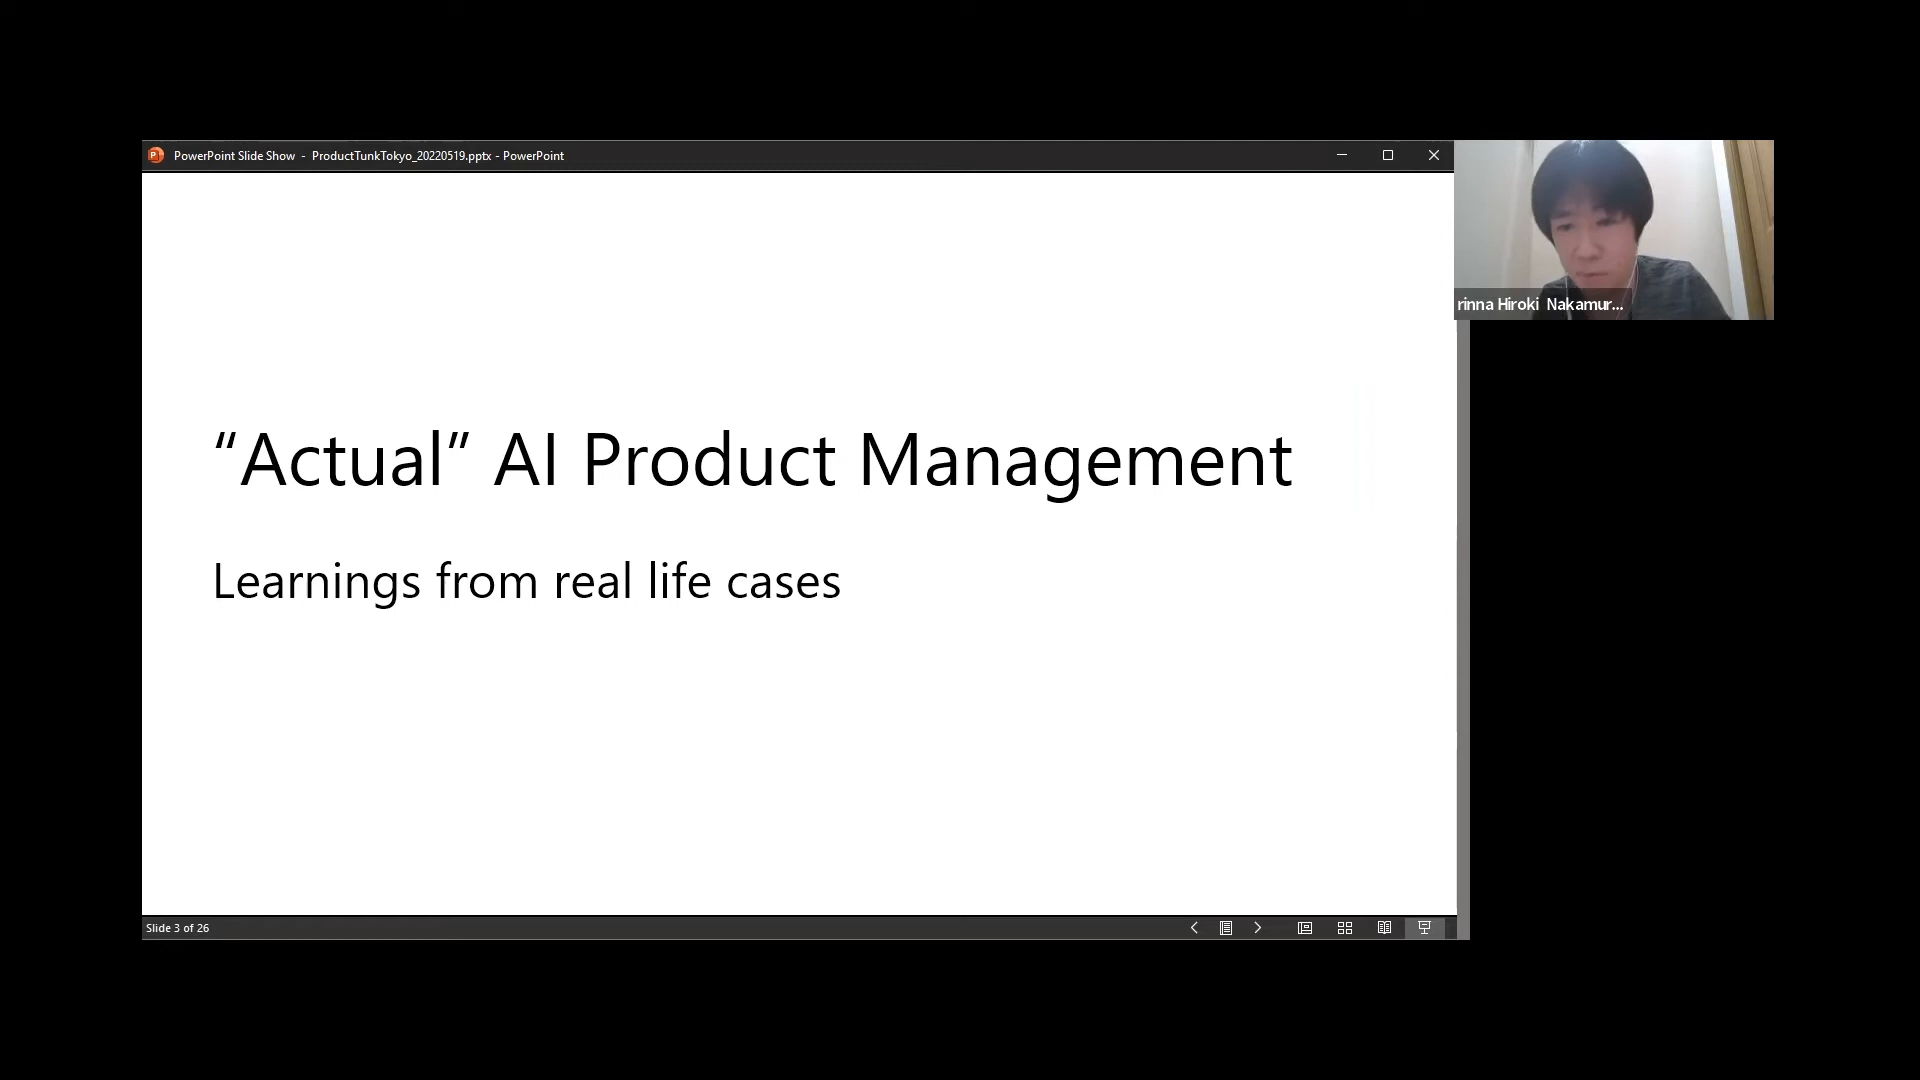 PowerPoint Slide Show - ProductTunkTokyo_20220519.pptx - PowerPoint
rinna Hiroki Nakamur...
“Actual” AI Product Management
Learnings from real life cases
Slide 3 of 26